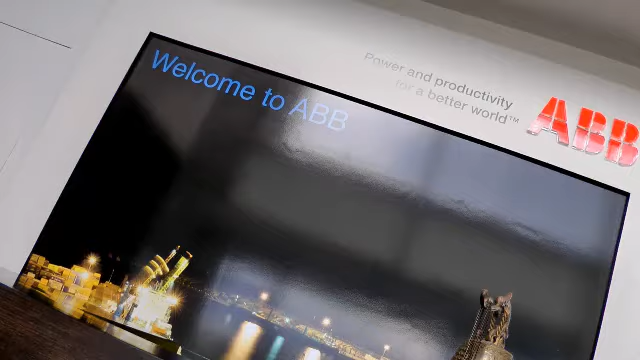 Welcome to ABB
Power and productivity
for a better world™
ABB